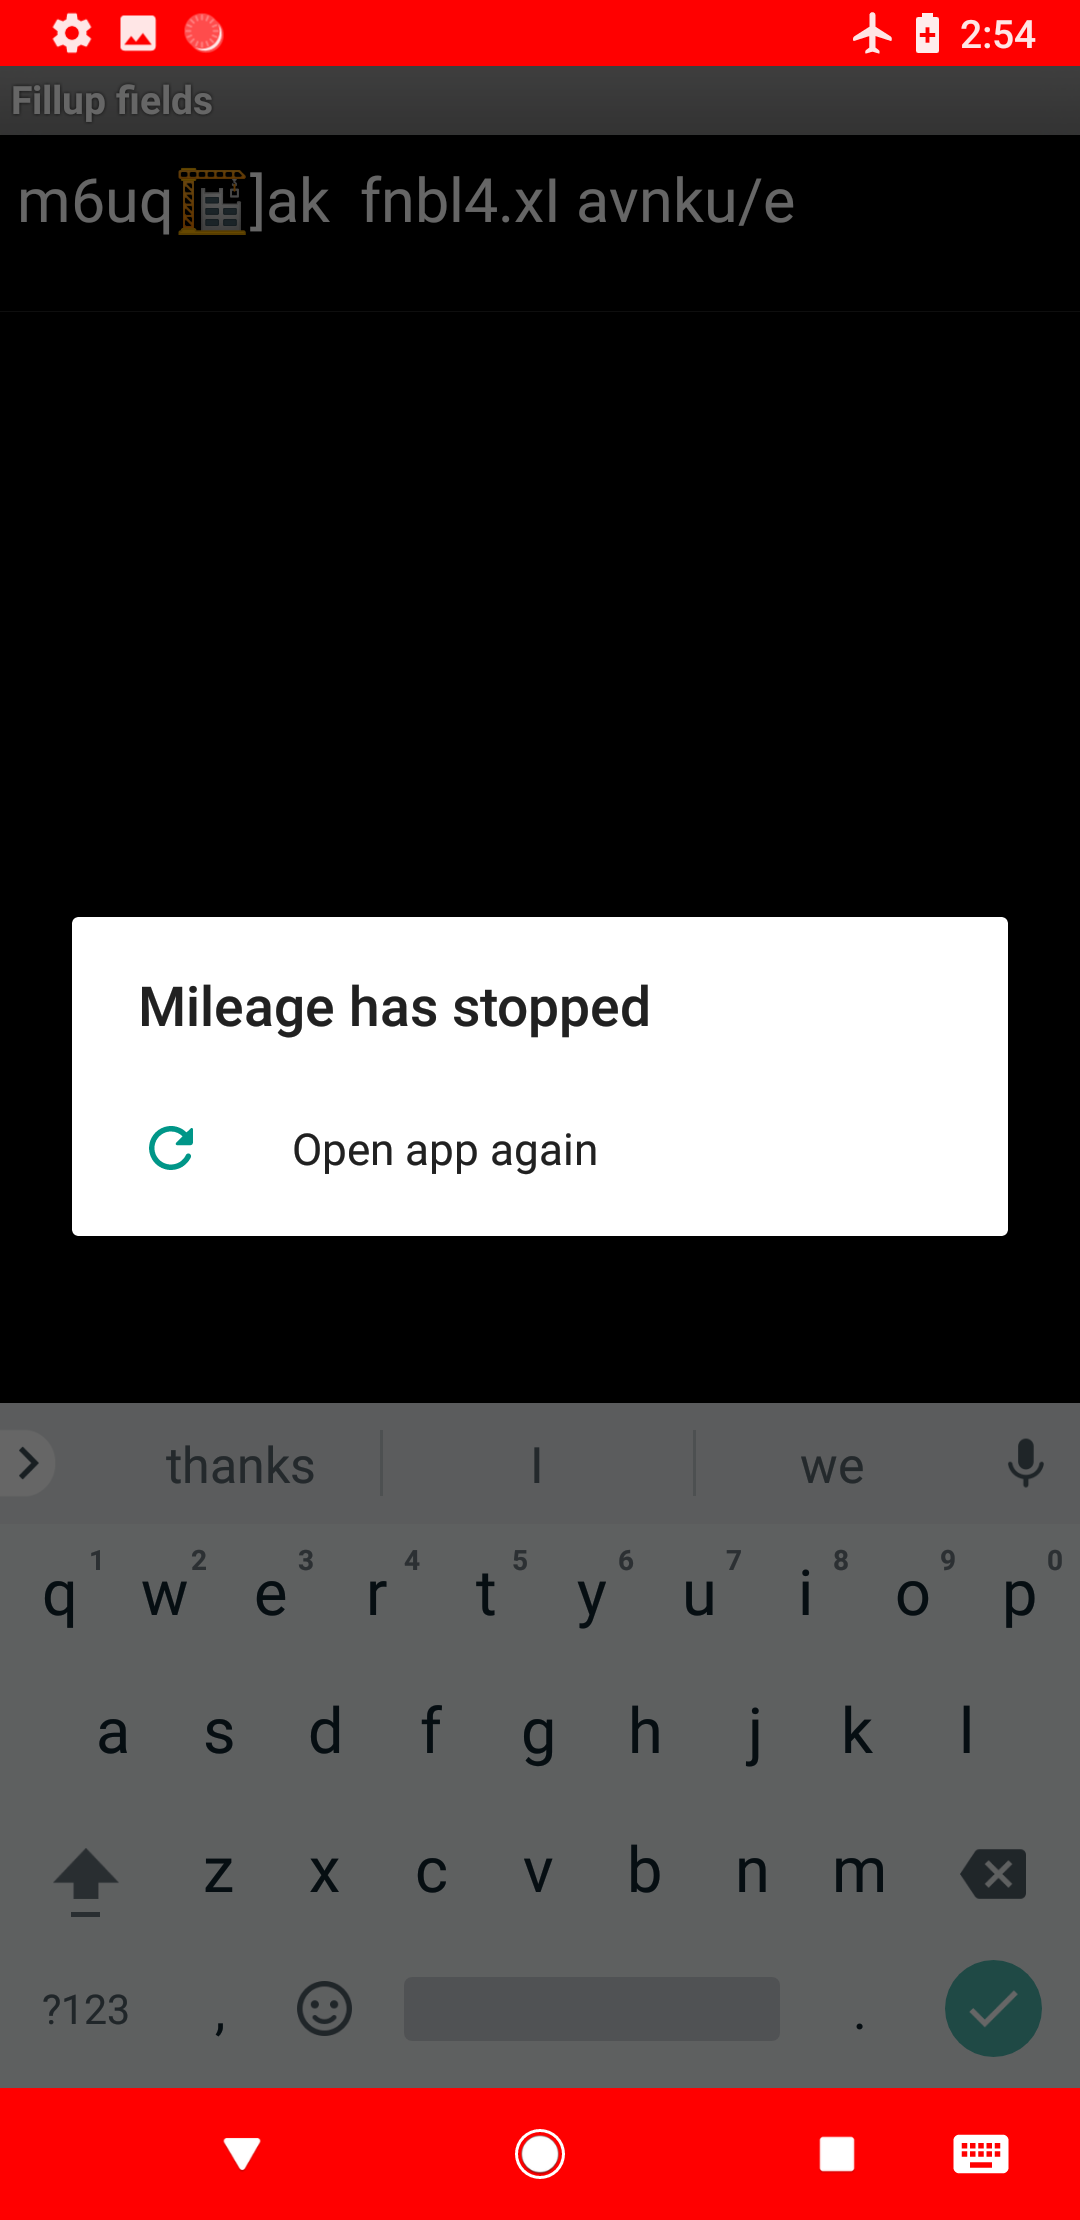 2:54
Fillup fields
m6uq🏗]ak  fnbl4.xl avnku/e
Mileage has stopped
Open app again
thanks I we
1 2 3 4 5 6 7 8 9 0
q w e r t y u i o p
a s d f g h j k l
z x c v b n m
?123 , .